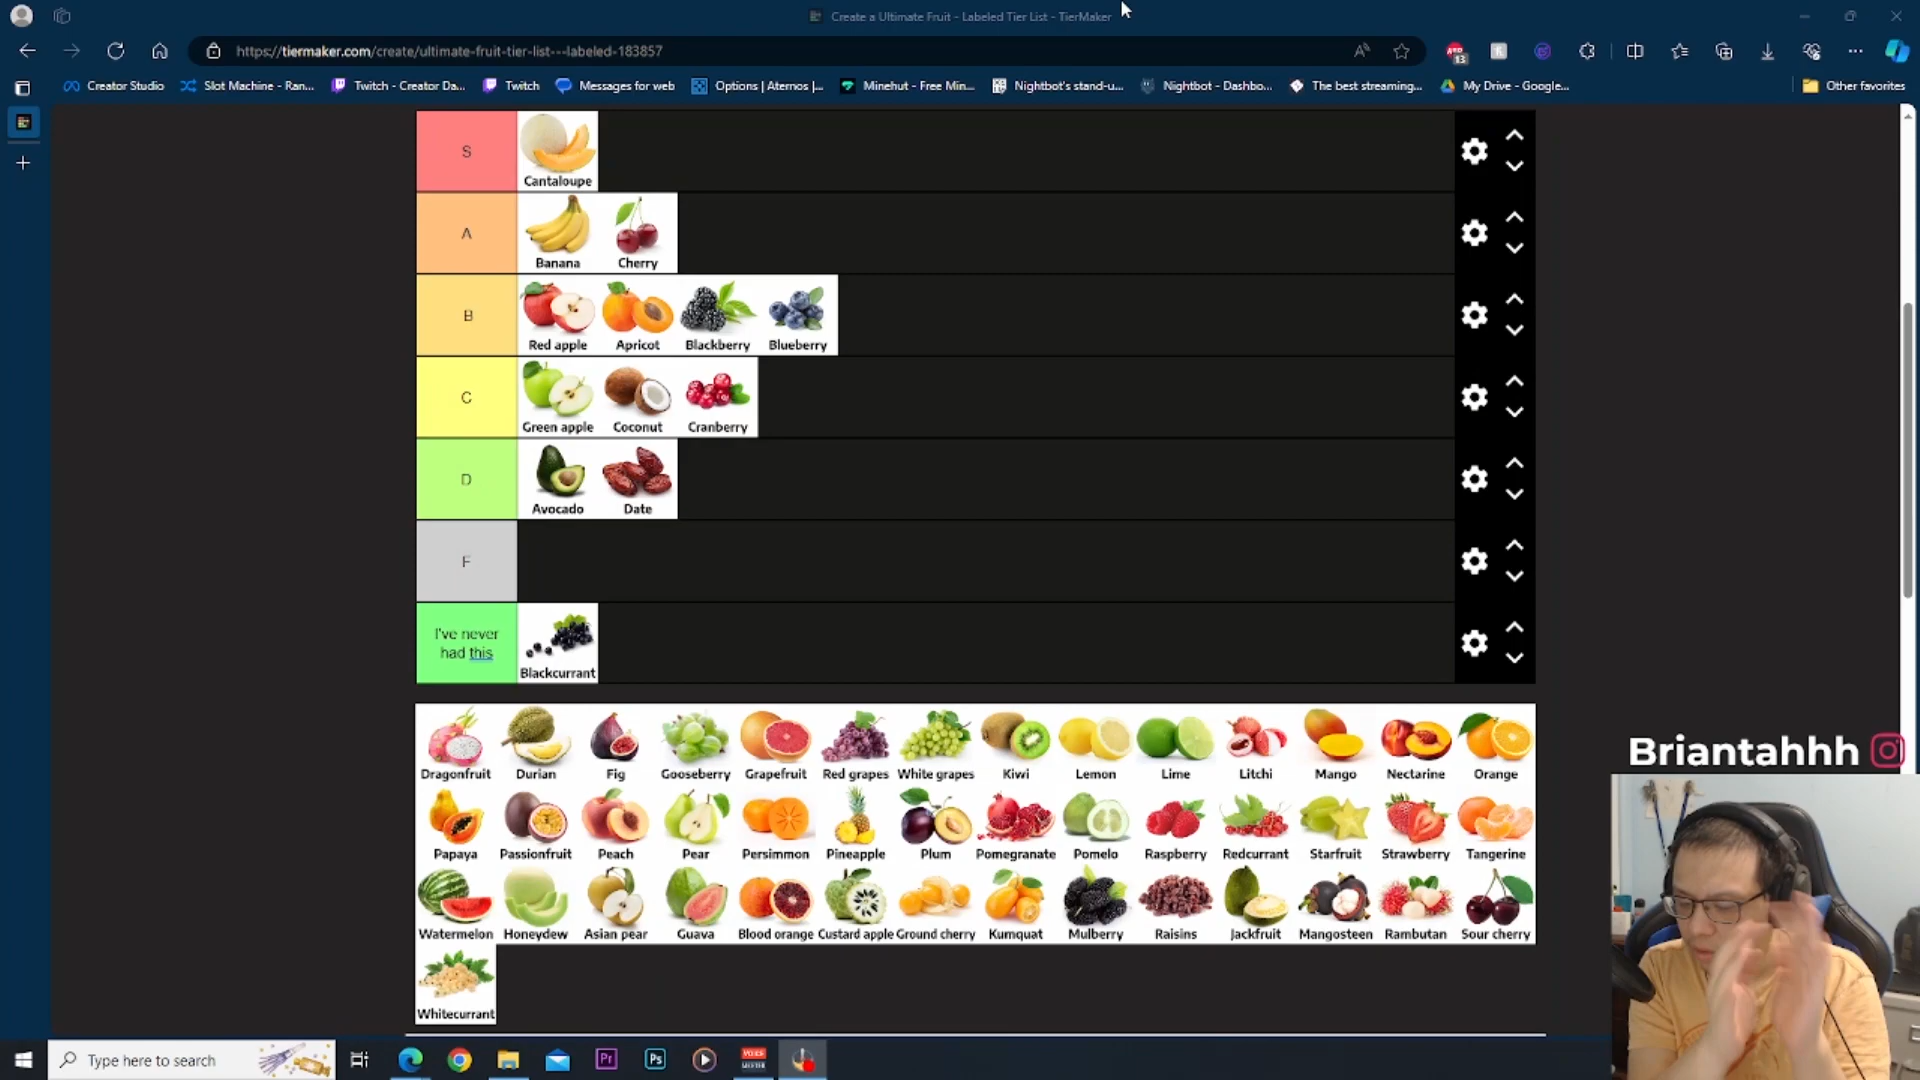 Create a Ultimate Fruit - Labeled Tier List - TierMaker
https://tiermaker.com/create/ultimate-fruit-tier-list---labeled-183857
13
Creator Studio
Slot Machine - Ran...
Twitch - Creator Da...
Twitch
Messages for web
Options | Aternos |...
Minehut - Free Min...
Nightbot's stand-u...
Nightbot - Dashbo...
The best streaming...
My Drive - Google...
Other favorites
S
Cantaloupe
A
Banana Cherry
B
Red apple Apricot Blackberry Blueberry
C
Green apple Coconut Cranberry
D
Avocado Date
F
I've never
had this
Blackcurrant
Dragonfruit Durian Fig Gooseberry Grapefruit Red grapes White grapes Kiwi Lemon Lime Litchi Mango Nectarine Orange
Papaya Passionfruit Peach Pear Persimmon Pineapple Plum Pomegranate Pomelo Raspberry Redcurrant Starfruit Strawberry Tangerine
Watermelon Honeydew Asian pear Guava Blood orange Custard apple Ground cherry Kumquat Mulberry Raisins Jackfruit Mangosteen Rambutan Sour cherry
Whitecurrant
Briantahhh
Type here to search
Pr
Ps